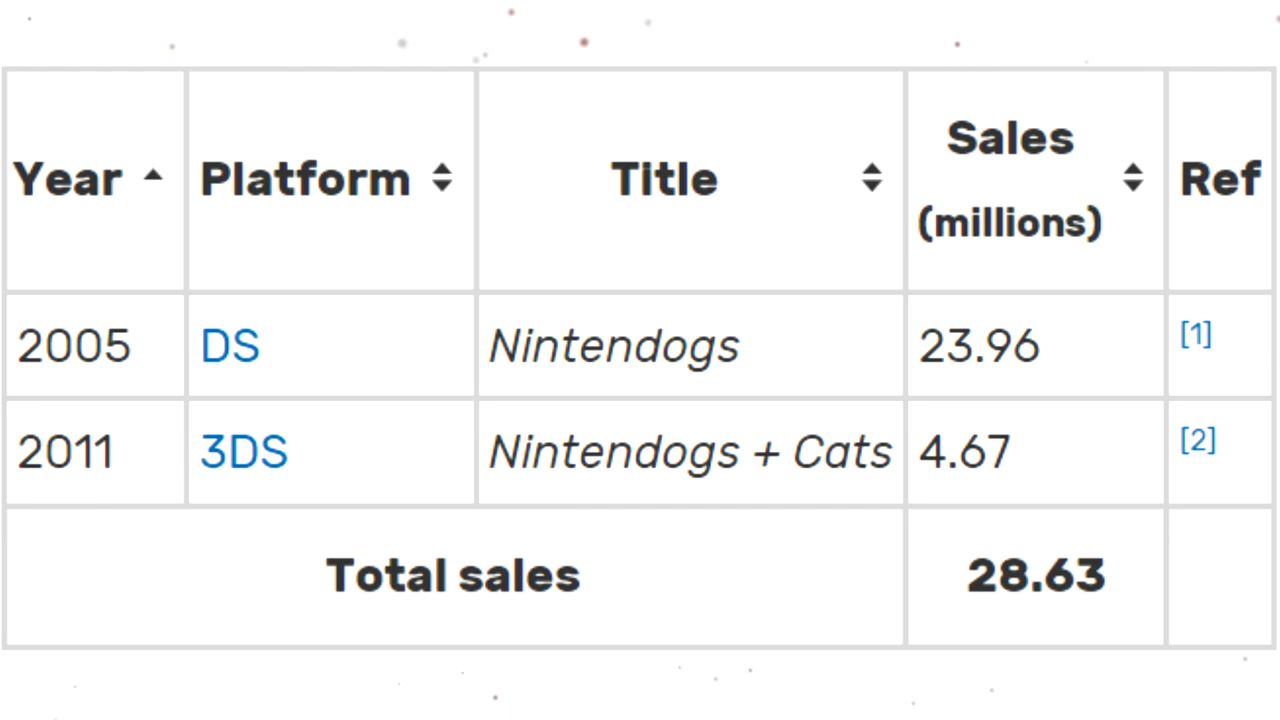 Year Platform Title Sales (millions) Ref
2005 DS Nintendogs 23.96 [1]
2011 3DS Nintendogs + Cats 4.67 [2]
Total sales 28.63